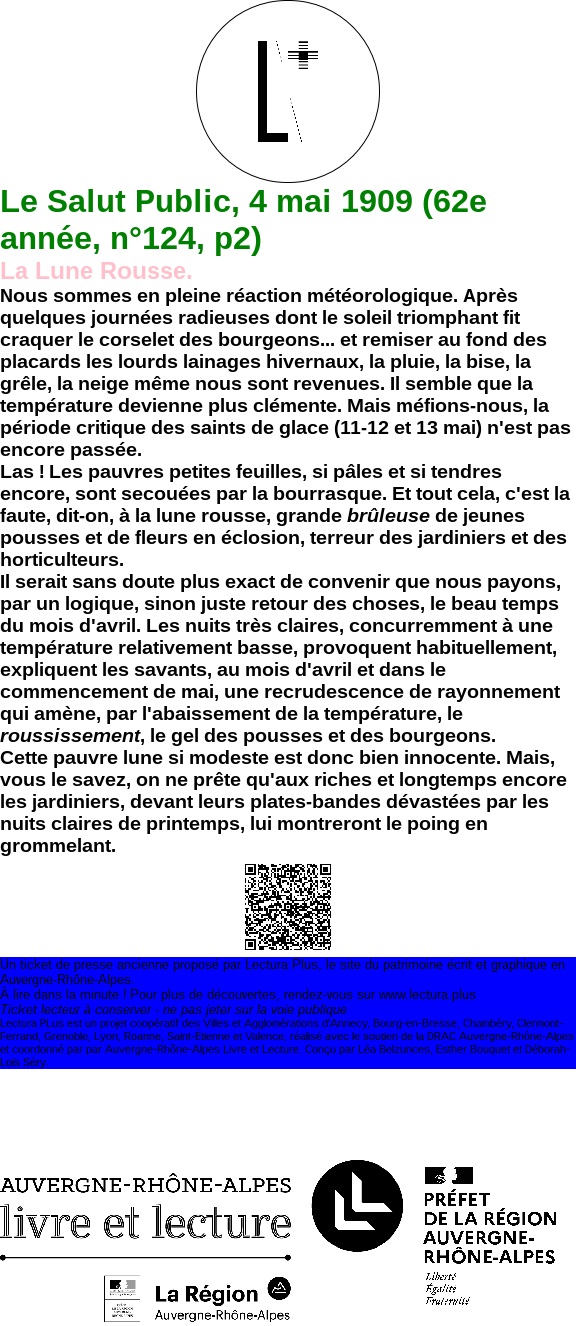 L+
Le Salut Public, 4 mai 1909 (62e
année, n°124, p2)
La Lune Rousse.
Nous sommes en pleine réaction météorologique. Après
quelques journées radieuses dont le soleil triomphant fit
craquer le corselet des bourgeons... et remiser au fond des
placards les lourds lainages hivernaux, la pluie, la bise, la
grêle, la neige même nous sont revenues. Il semble que la
température devienne plus clémente. Mais méfions-nous, la
période critique des saints de glace (11-12 et 13 mai) n'est pas
encore passée.
Las ! Les pauvres petites feuilles, si pâles et si tendres
encore, sont secouées par la bourrasque. Et tout cela, c'est la
faute, dit-on, à la lune rousse, grande brûleuse de jeunes
pousses et de fleurs en éclosion, terreur des jardiniers et des
horticulteurs.
Il serait sans doute plus exact de convenir que nous payons,
par un logique, sinon juste retour des choses, le beau temps
du mois d'avril. Les nuits très claires, concurremment à une
température relativement basse, provoquent habituellement,
expliquent les savants, au mois d'avril et dans le
commencement de mai, une recrudescence de rayonnement
qui amène, par l'abaissement de la température, le
roussissement, le gel des pousses et des bourgeons.
Cette pauvre lune si modeste est donc bien innocente. Mais,
vous le savez, on ne prête qu'aux riches et longtemps encore
les jardiniers, devant leurs plates-bandes dévastées par les
nuits claires de printemps, lui montreront le poing en
grommelant.
Un ticket de presse ancienne proposé par Lectura Plus, le site du patrimoine écrit et graphique en
Auvergne-Rhône-Alpes
A lire dans la minute ! Pour plus de découvertes, rendez-vous sur www.lectura.plus
Ticket lecteur à conserver - ne pas jeter sur la voie publique
Lectura PLus est un projet coopératif des Villes et Agglomérations d'Annecy, Bourg-en-Bresse, Chambéry, Clermont-
Ferrand, Grenoble, Lyon, Roanne, Saint-Etienne et Valence, réalisé avec le soutien de la DRAC Auvergne-Rhône-Alpes
et coordonné par par Auvergne-Rhône-Alpes Livre et Lecture. Conçu par Léa Belzunces, Esther Bouquet et Déborah-
Loïs Séry.
AUVERGNE-RHÔNE-ALPES
livre et lecture
PRÉFET
DE LA RÉGION
AUVERGNE-
RHÔNE-ALPES
Liberté
Égalité
Fraternité
La Région
Auvergne-Rhône-Alpes